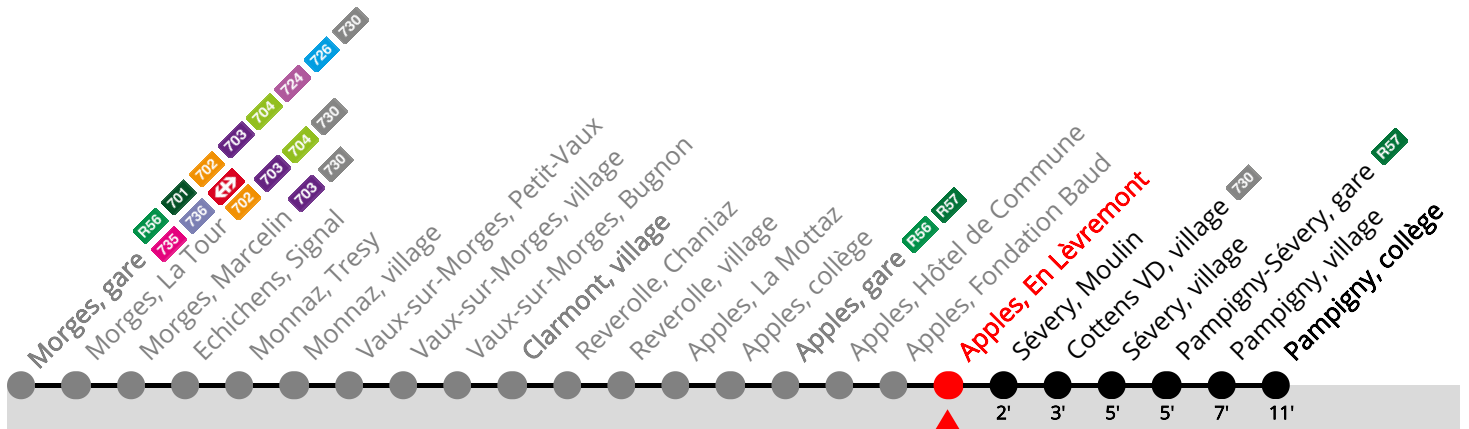 Morges, gare R56 701 702 703 704 724 726 730
735 736
Morges, La Tour 702 703 704 730
Morges, Marcelin 703 730
Echichens, Signal
Monnaz, Tresy
Monnaz, village
Vaux-sur-Morges, Petit-Vaux
Vaux-sur-Morges, village
Vaux-sur-Morges, Bugnon
Clarmont, village
Reverolle, Chaniaz
Reverolle, village
Apples, La Mottaz
Apples, collège
Apples, gare R56 R57
Apples, Hôtel de Commune
Apples, Fondation Baud
Apples, En Lèvremont
Sévery, Moulin
Cottens VD, village 730
Sévery, village
Pampigny-Sévery, gare R57
Pampigny, village
Pampigny, collège
2' 3' 5' 5' 7' 11'